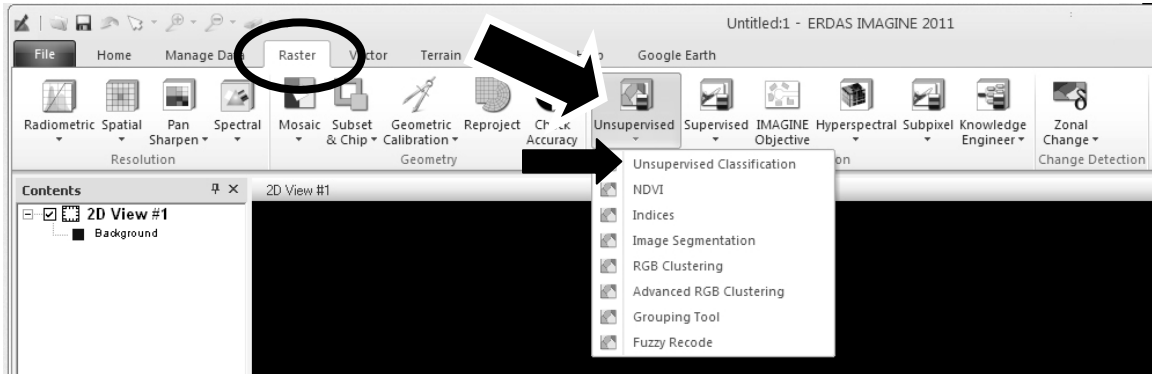 Untitled:1 - ERDAS IMAGINE 2011
File Home Manage Data Raster Vector Terrain Google Earth
Radiometric Spatial Pan Sharpen Spectral Mosaic Subset & Chip Geometric Calibration Reproject Accuracy Unsupervised Supervised IMAGINE Objective Hyperspectral Subpixel Knowledge Engineer Zonal Change
Resolution Geometry Change Detection
Contents 2D View #1
2D View #1
Background
Unsupervised Classification
NDVI
Indices
Image Segmentation
RGB Clustering
Advanced RGB Clustering
Grouping Tool
Fuzzy Recode